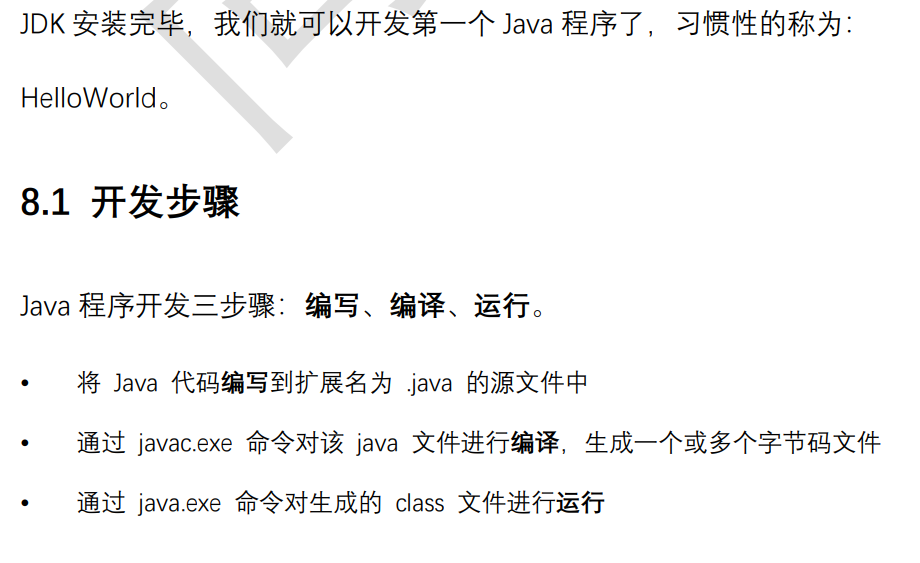 JDK 安装完毕，我们就可以开发第一个 Java 程序了，习惯性的称为：
HelloWorld。
8.1 开发步骤
Java 程序开发三步骤：编写、编译、运行。
• 将 Java 代码编写到扩展名为 .java 的源文件中
• 通过 javac.exe 命令对该 java 文件进行编译，生成一个或多个字节码文件
• 通过 java.exe 命令对生成的 class 文件进行运行